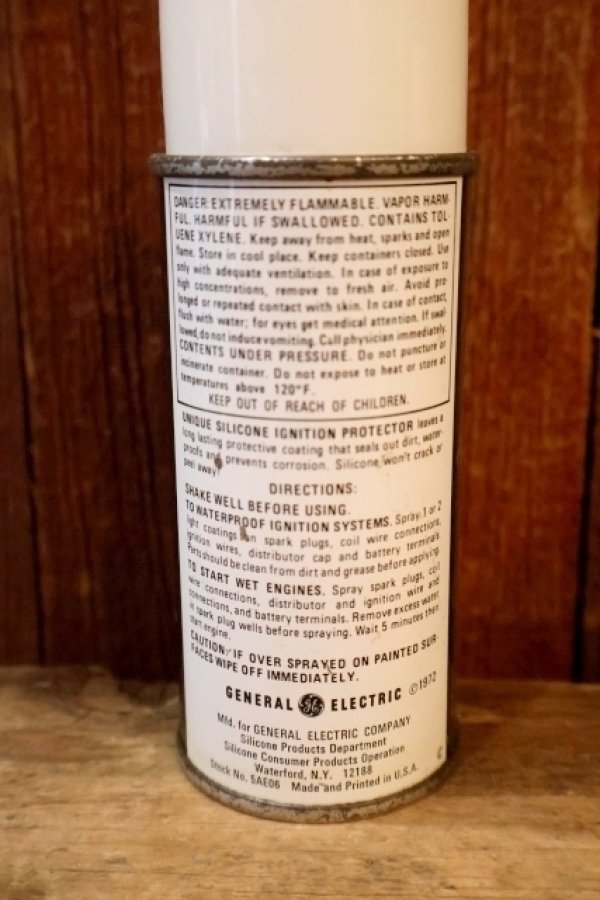 DANGER EXTREMELY FLAMMABLE. VAPOR HARM-
FUL. HARMFUL IF SWALLOWED. CONTAINS TOL-
UENE XYLENE. Keep away from heat, sparks and open
flame. Store in cool place. Keep containers closed. Use
only with adequate ventilation. In case of exposure to
high concentrations, remove to fresh air. Avoid pro-
longed or repeated contact with skin. In case of contact,
flush with water; for eyes get medical attention. If swal-
lowed, do not induce vomiting. Call physician immediately.
CONTENTS UNDER PRESSURE. Do not puncture or
incinerate container. Do not expose to heat or store at
temperatures above 120°F.
KEEP OUT OF REACH OF CHILDREN.
UNIQUE SILICONE IGNITION PROTECTOR leaves a
long lasting protective coating that seals out dirt, water-
proofs and prevents corrosion. Silicone won't crack or
peel away!
DIRECTIONS:
SHAKE WELL BEFORE USING.
TO WATERPROOF IGNITION SYSTEMS. Spray 1 or 2
light coatings on spark plugs, coil wire connections,
ignition wires, distributor cap and battery terminals.
Parts should be clean from dirt and grease before applying.
TO START WET ENGINES. Spray spark plugs, coil
wire connections, distributor and ignition wire and
connections, and battery terminals. Remove excess water
in spark plug wells before spraying. Wait 5 minutes then
start engine.
CAUTION: IF OVER SPRAYED ON PAINTED SUR-
FACES WIPE OFF IMMEDIATELY.
GENERAL GE ELECTRIC ©1972
Mfd. for GENERAL ELECTRIC COMPANY
Silicone Products Department
Silicone Consumer Products Operation
Waterford, N.Y. 12188
Stock No. 5AE06 Made and Printed in U.S.A.
C